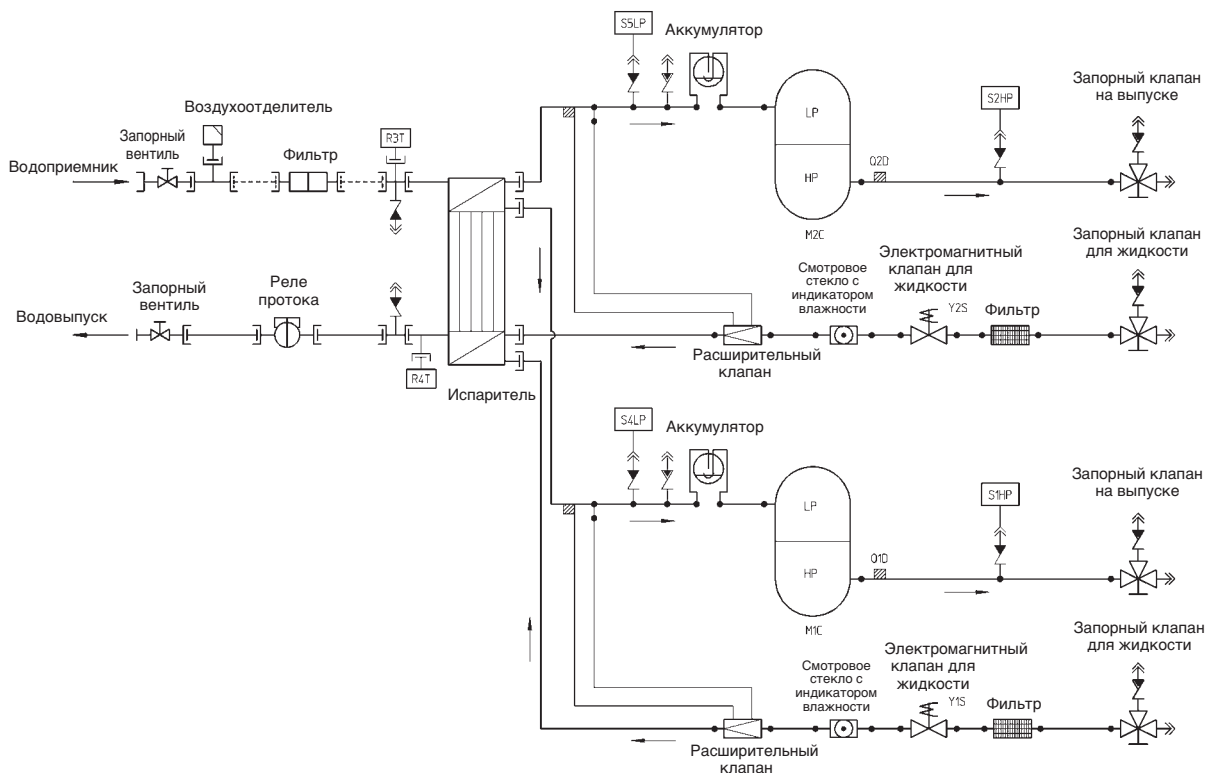 S5LP
Аккумулятор
Запорный клапан
на выпуске
S2HP
LP
HP
Q2D
M2C
Воздухоотделитель
Запорный
вентиль
Фильтр
R3T
Водоприемник
Запорный
вентиль
Реле
протока
Водовыпуск
R4T
Испаритель
Смотровое
стекло с
индикатором
влажности
Электромагнитный
клапан для
жидкости
Y2S
Фильтр
Запорный клапан
для жидкости
Расширительный
клапан
S4LP
Аккумулятор
Запорный клапан
на выпуске
S1HP
LP
HP
Q1D
M1C
Смотровое
стекло с
индикатором
влажности
Электромагнитный
клапан для
жидкости
Y1S
Фильтр
Запорный клапан
для жидкости
Расширительный
клапан